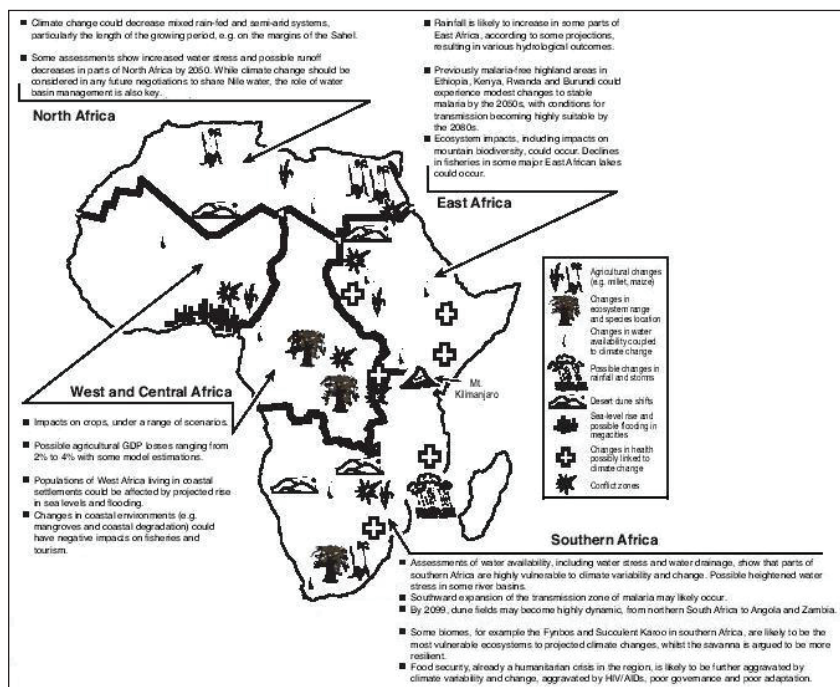 Climate change could decrease mixed rain-fed and semi-arid systems,
particularly the length of the growing period, e.g. on the margins of the Sahel.
Some assessments show increased water stress and possible runoff
decreases in parts of North Africa by 2050. While climate change should be
considered in any future negotiations to share Nile water, the role of water
basin management is also key.
North Africa
Rainfall is likely to increase in some parts of
East Africa, according to some projections,
resulting in various hydrological outcomes.
Previously malaria-free highland areas in
Ethiopia, Kenya, Rwanda and Burundi could
experience modest changes to stable
malaria by the 2050s, with conditions for
transmission becoming highly suitable by
the 2080s.
Ecosystem impacts, including impacts on
mountain biodiversity, could occur. Declines
in fisheries in some major East African lakes
could occur.
East Africa
Agricultural changes
(e.g. millet, maize)
Changes in
ecosystem range
and species location
Changes in water
availability coupled
to climate change
Possible changes in
rainfall and storms
Desert dune shifts
Sea-level rise and
possible flooding in
megacities
Changes in health
possibly linked to
climate change
Conflict zones
Mt.
Kilimanjaro
West and Central Africa
Impacts on crops, under a range of scenarios.
Possible agricultural GDP losses ranging from
2% to 4% with some model estimations.
Populations of West Africa living in coastal
settlements could be affected by projected rise
in sea levels and flooding.
Changes in coastal environments (e.g.
mangroves and coastal degradation) could
have negative impacts on fisheries and
tourism.
Southern Africa
Assessments of water availability, including water stress and water drainage, show that parts of
southern Africa are highly vulnerable to climate variability and change. Possible heightened water
stress in some river basins.
Southward expansion of the transmission zone of malaria may likely occur.
By 2099, dune fields may become highly dynamic, from northern South Africa to Angola and Zambia.
Some biomes, for example the Fynbos and Succulent Karoo in southern Africa, are likely to be the
most vulnerable ecosystems to projected climate changes, whilst the savanna is argued to be more
resilient.
Food security, already a humanitarian crisis in the region, is likely to be further aggravated by
climate variability and change, aggravated by HIV/AIDs, poor governance and poor adaptation.